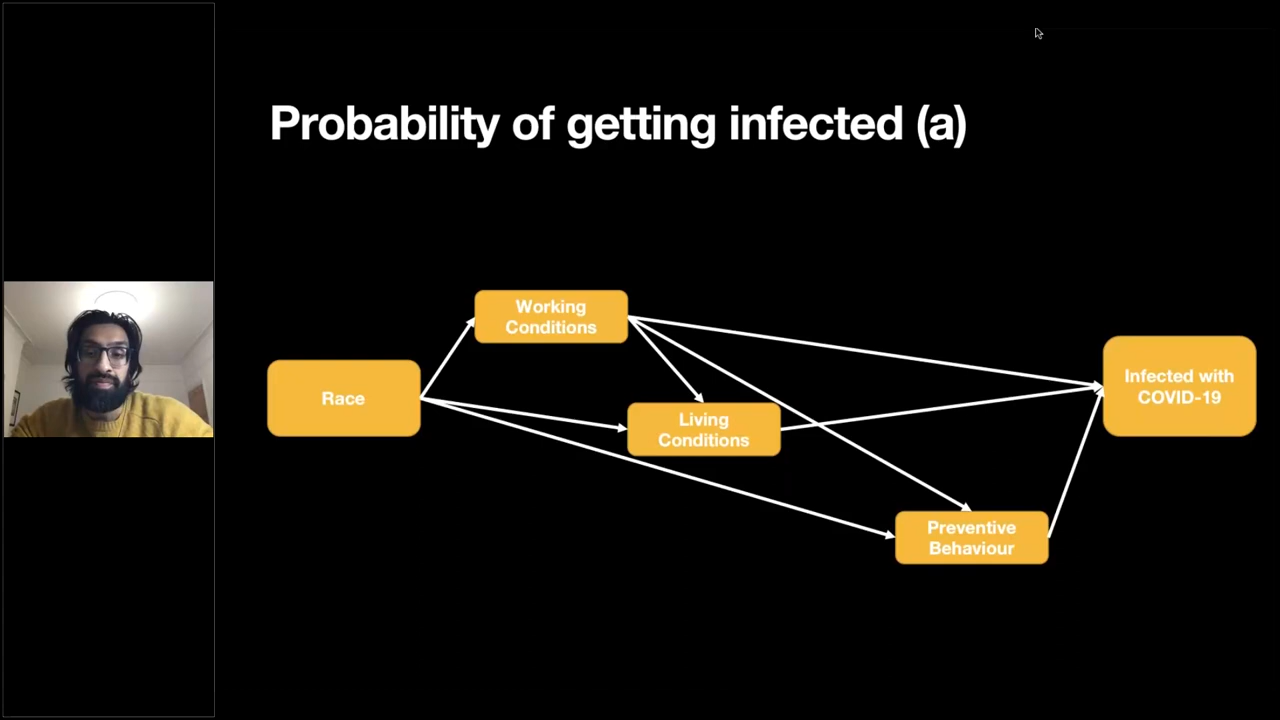 Probability of getting infected (a)
Working
Conditions
Race
Living
Conditions
Infected with
COVID-19
Preventive
Behaviour